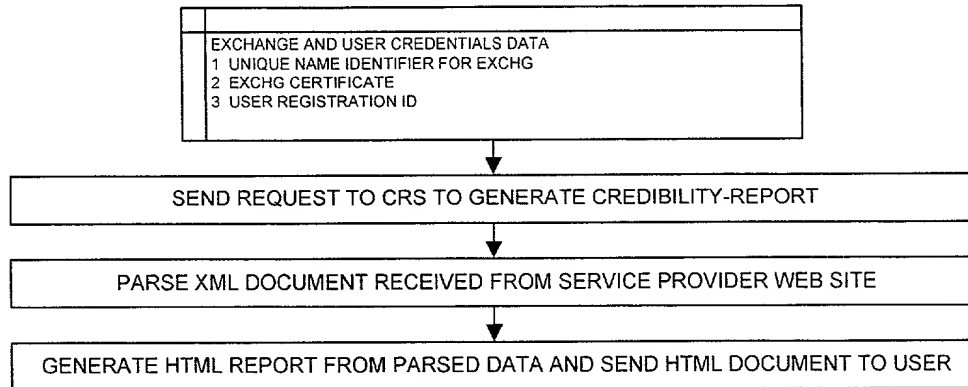 EXCHANGE AND USER CREDENTIALS DATA
1 UNIQUE NAME IDENTIFIER FOR EXCHG
2 EXCHG CERTIFICATE
3 USER REGISTRATION ID
SEND REQUEST TO CRS TO GENERATE CREDIBILITY-REPORT
PARSE XML DOCUMENT RECEIVED FROM SERVICE PROVIDER WEB SITE
GENERATE HTML REPORT FROM PARSED DATA AND SEND HTML DOCUMENT TO USER